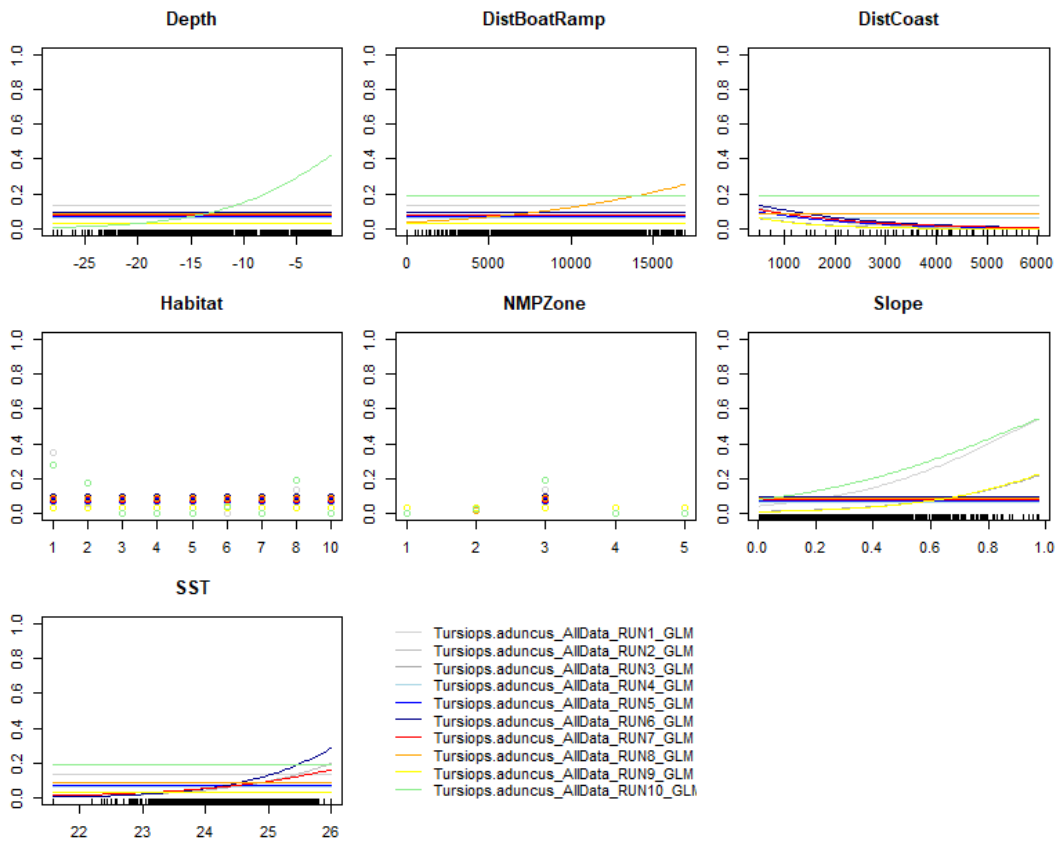 Depth
DistBoatRamp
DistCoast
0.0 0.2 0.4 0.6 0.8 1.0
-25 -20 -15 -10 -5
0.0 0.2 0.4 0.6 0.8 1.0
0 5000 10000 15000
0.0 0.2 0.4 0.6 0.8 1.0
1000 2000 3000 4000 5000 6000
Habitat
NMPZone
Slope
0.0 0.2 0.4 0.6 0.8 1.0
1 2 3 4 5 6 7 8 10
0.0 0.2 0.4 0.6 0.8 1.0
1 2 3 4 5
0.0 0.2 0.4 0.6 0.8 1.0
0.0 0.2 0.4 0.6 0.8 1.0
SST
0.0 0.2 0.4 0.6 0.8 1.0
22 23 24 25 26
Tursiops.aduncus_AllData_RUN1_GLM
Tursiops.aduncus_AllData_RUN2_GLM
Tursiops.aduncus_AllData_RUN3_GLM
Tursiops.aduncus_AllData_RUN4_GLM
Tursiops.aduncus_AllData_RUN5_GLM
Tursiops.aduncus_AllData_RUN6_GLM
Tursiops.aduncus_AllData_RUN7_GLM
Tursiops.aduncus_AllData_RUN8_GLM
Tursiops.aduncus_AllData_RUN9_GLM
Tursiops.aduncus_AllData_RUN10_GLM